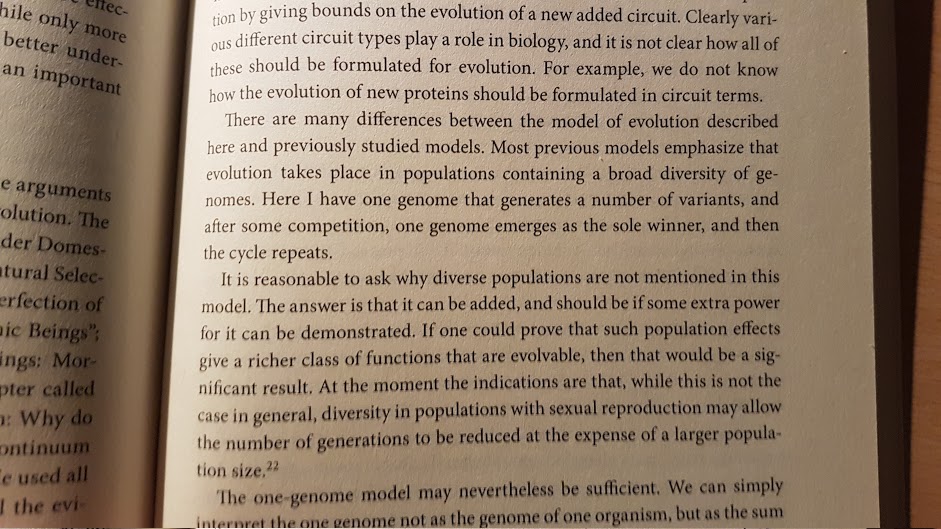 hile only more
better under-
an important
e arguments
olution. The
der Domes-
atural Selec-
erfection of
nic Beings”;
ings: Mor-
pter called
n: Why do
ontinuum
e used all
l the evi-
tion by giving bounds on the evolution of a new added circuit. Clearly vari-
ous different circuit types play a role in biology, and it is not clear how all of
these should be formulated for evolution. For example, we do not know
how the evolution of new proteins should be formulated in circuit terms.
There are many differences between the model of evolution described
here and previously studied models. Most previous models emphasize that
evolution takes place in populations containing a broad diversity of ge-
nomes. Here I have one genome that generates a number of variants, and
after some competition, one genome emerges as the sole winner, and then
the cycle repeats.
It is reasonable to ask why diverse populations are not mentioned in this
model. The answer is that it can be added, and should be if some extra power
for it can be demonstrated. If one could prove that such population effects
give a richer class of functions that are evolvable, then that would be a sig-
nificant result. At the moment the indications are that, while this is not the
case in general, diversity in populations with sexual reproduction may allow
the number of generations to be reduced at the expense of a larger popula-
tion size.22
The one-genome model may nevertheless be sufficient. We can simply
interpret the one genome not as the genome of one organism, but as the sum